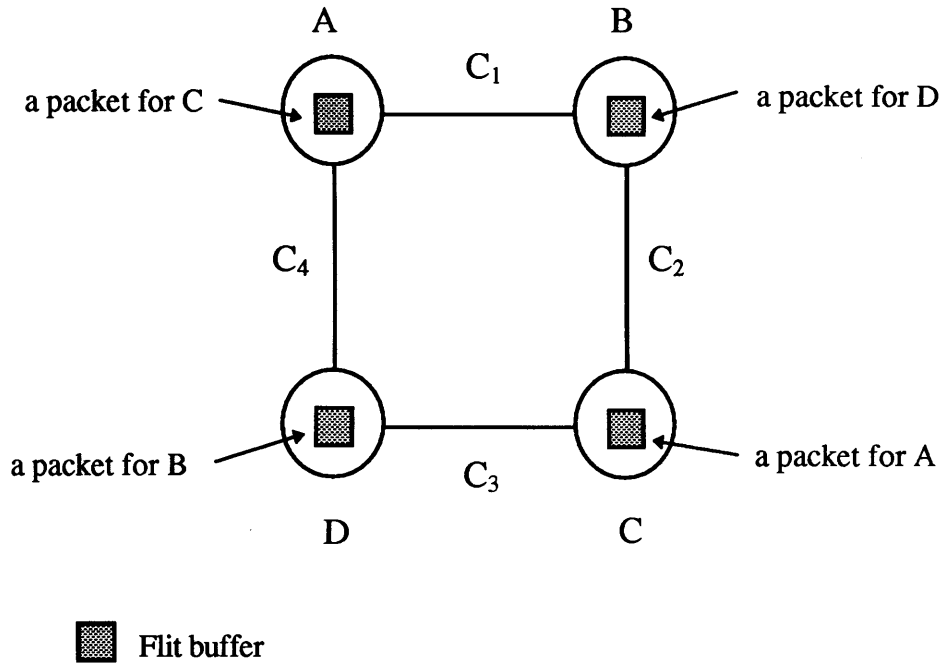 A
B
C1
a packet for C
a packet for D
C4
C2
a packet for B
a packet for A
C3
D
C
Flit buffer